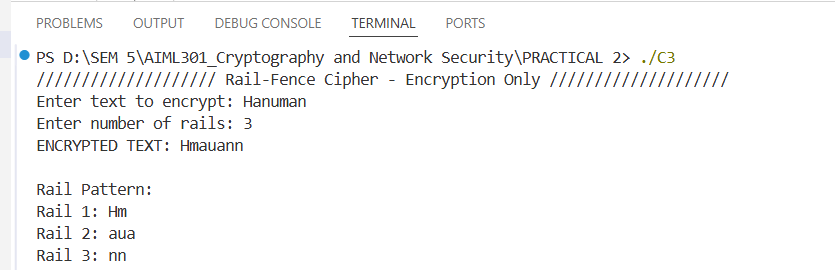 PROBLEMS OUTPUT DEBUG CONSOLE TERMINAL PORTS
PS D:\SEM 5\AIML301_Cryptography and Network Security\PRACTICAL 2> ./C3
//////////////////// Rail-Fence Cipher - Encryption Only ////////////////////
Enter text to encrypt: Hanuman
Enter number of rails: 3
ENCRYPTED TEXT: Hmauann
Rail Pattern:
Rail 1: Hm
Rail 2: aua
Rail 3: nn